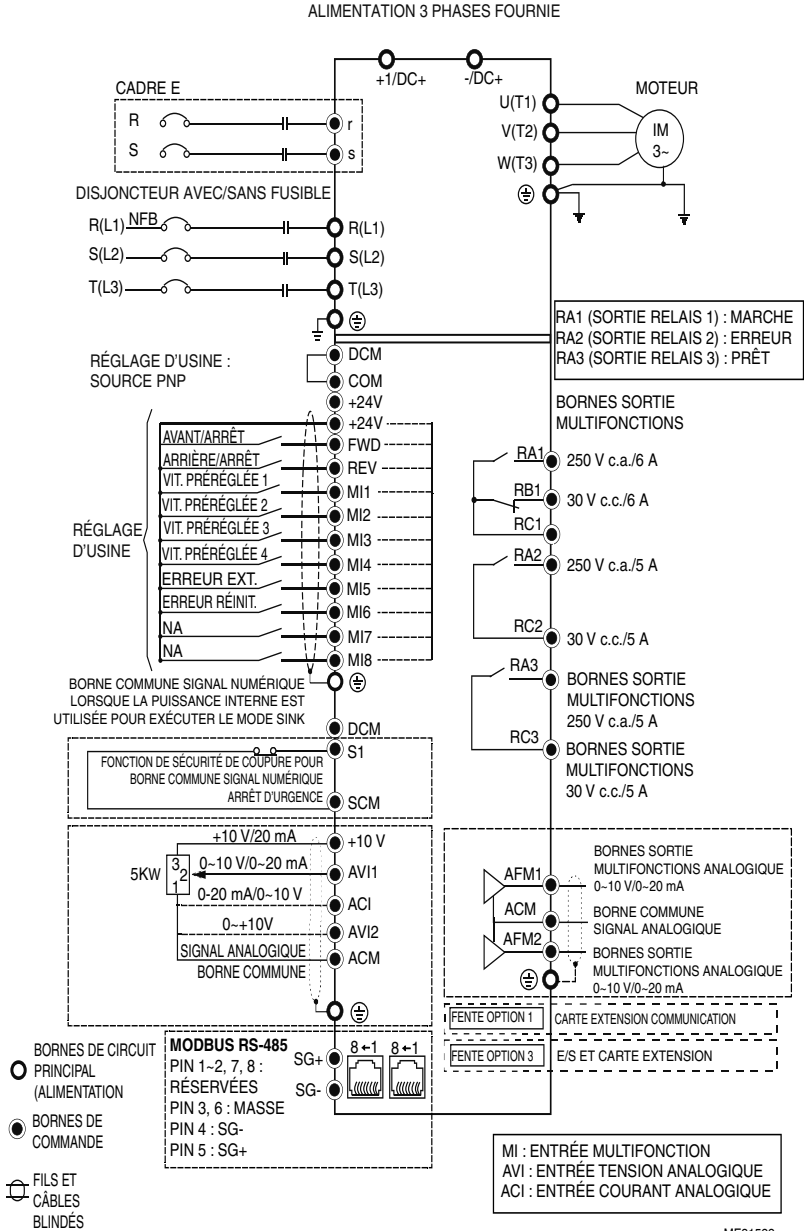 ALIMENTATION 3 PHASES FOURNIE
+1/DC+
-/DC+
CADRE E
R
r
S
s
U(T1)
V(T2)
W(T3)
MOTEUR
IM
3~
DISJONCTEUR AVEC/SANS FUSIBLE
R(L1)
NFB
R(L1)
S(L2)
S(L2)
T(L3)
T(L3)
RA1 (SORTIE RELAIS 1) : MARCHE
RA2 (SORTIE RELAIS 2) : ERREUR
RA3 (SORTIE RELAIS 3) : PRÊT
RÉGLAGE D'USINE :
SOURCE PNP
DCM
COM
+24V
+24V
AVANT/ARRÊT
FWD
ARRIÈRE/ARRÊT
REV
VIT. PRÉRÉGLÉE 1
MI1
VIT. PRÉRÉGLÉE 2
MI2
VIT. PRÉRÉGLÉE 3
MI3
VIT. PRÉRÉGLÉE 4
MI4
ERREUR EXT.
MI5
ERREUR RÉINIT.
MI6
NA
MI7
NA
MI8
RÉGLAGE
D'USINE
BORNE COMMUNE SIGNAL NUMÉRIQUE
LORSQUE LA PUISSANCE INTERNE EST
UTILISÉE POUR EXÉCUTER LE MODE SINK
DCM
BORNES SORTIE
MULTIFONCTIONS
RA1
250 V c.a./6 A
RB1
30 V c.c./6 A
RC1
RA2
250 V c.a./5 A
RC2
30 V c.c./5 A
RA3
BORNES SORTIE
MULTIFONCTIONS
250 V c.a./5 A
RC3
BORNES SORTIE
MULTIFONCTIONS
30 V c.c./5 A
FONCTION DE SÉCURITÉ DE COUPURE POUR
BORNE COMMUNE SIGNAL NUMÉRIQUE
ARRÊT D'URGENCE
S1
SCM
+10 V/20 mA
+10 V
5KW
3
2
1
0~10 V/0~20 mA
AVI1
0-20 mA/0~10 V
ACI
0~+10V
AVI2
SIGNAL ANALOGIQUE
BORNE COMMUNE
ACM
AFM1
BORNES SORTIE
MULTIFONCTIONS ANALOGIQUE
0~10 V/0~20 mA
ACM
BORNE COMMUNE
SIGNAL ANALOGIQUE
AFM2
BORNES SORTIE
MULTIFONCTIONS ANALOGIQUE
0~10 V/0~20 mA
FENTE OPTION 1
CARTE EXTENSION COMMUNICATION
FENTE OPTION 3
E/S ET CARTE EXTENSION
MODBUS RS-485
PIN 1~2, 7, 8 :
RÉSERVÉES
PIN 3, 6 : MASSE
PIN 4 : SG-
PIN 5 : SG+
SG+
SG-
8←1
8←1
BORNES DE CIRCUIT
PRINCIPAL
(ALIMENTATION
BORNES DE
COMMANDE
FILS ET
CÂBLES
BLINDÉS
MI : ENTRÉE MULTIFONCTION
AVI : ENTRÉE TENSION ANALOGIQUE
ACI : ENTRÉE COURANT ANALOGIQUE